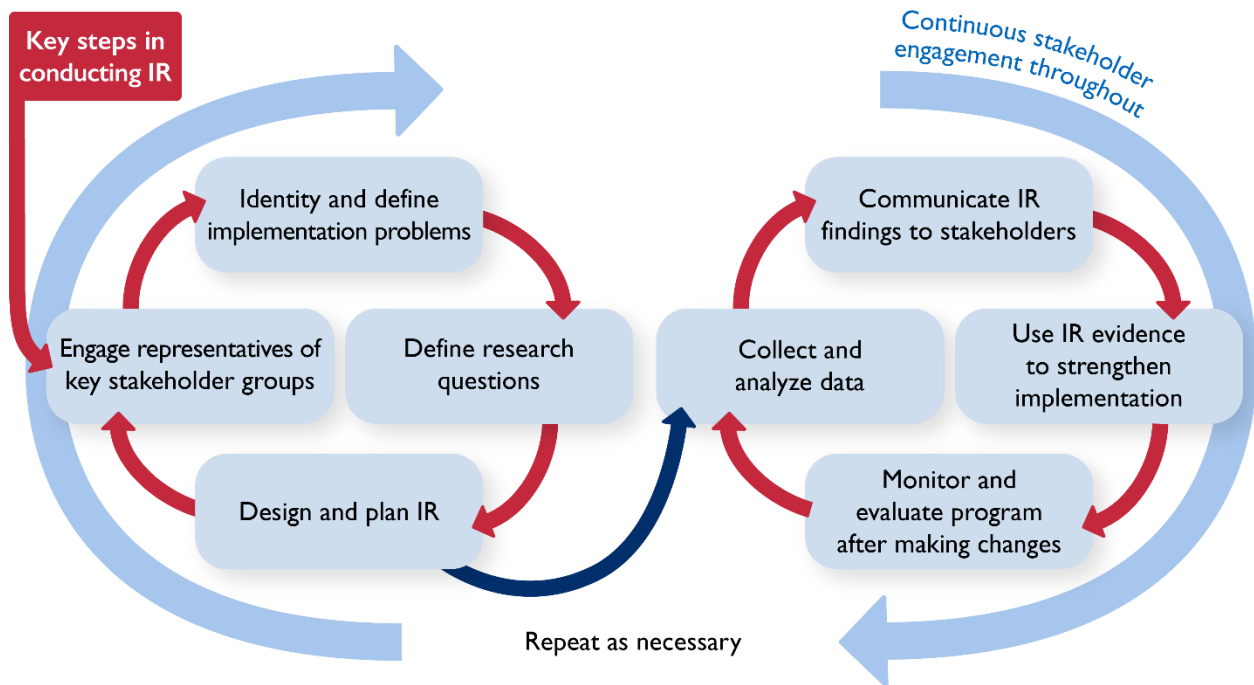 Key steps in
conducting IR
Continuous stakeholder
engagement throughout
Identity and define
implementation problems
Communicate IR
findings to stakeholders
Engage representatives of
key stakeholder groups
Define research
questions
Collect and
analyze data
Use IR evidence
to strengthen
implementation
Design and plan IR
Monitor and
evaluate program
after making changes
Repeat as necessary